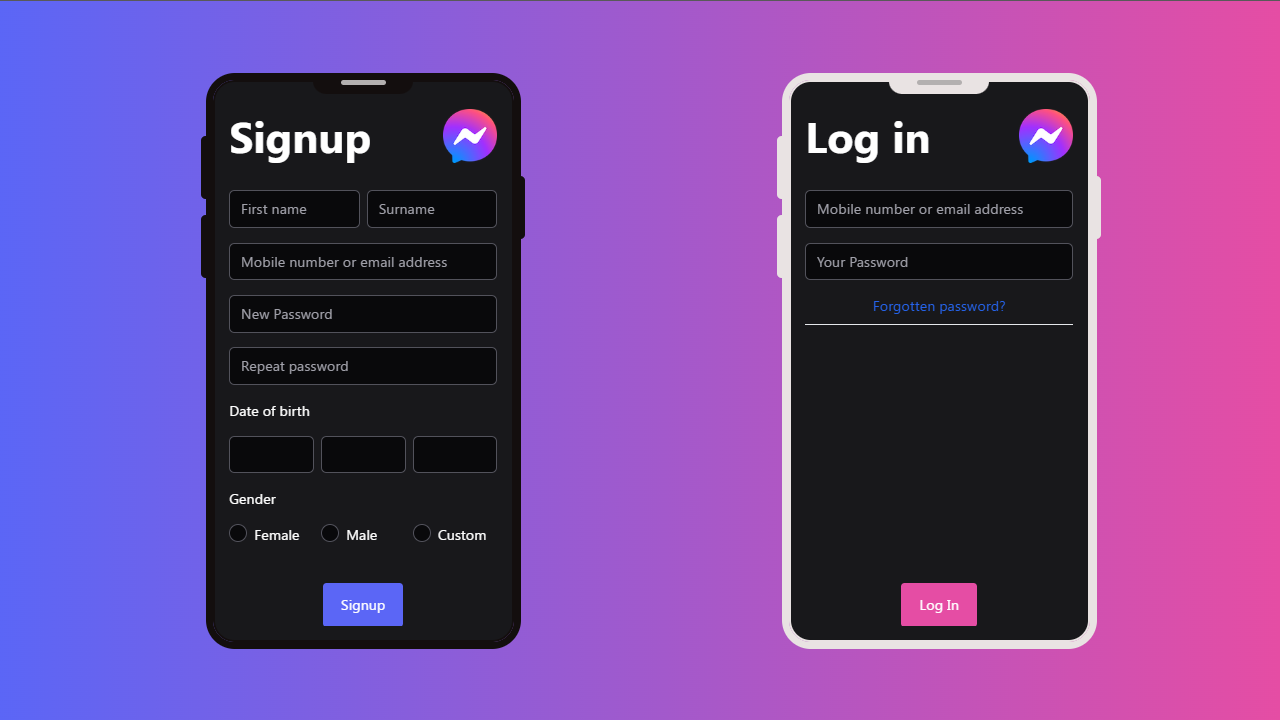 Signup
First name
Surname
Mobile number or email address
New Password
Repeat password
Date of birth
Gender
Female
Male
Custom
Signup
Log in
Mobile number or email address
Your Password
Forgotten password?
Log In